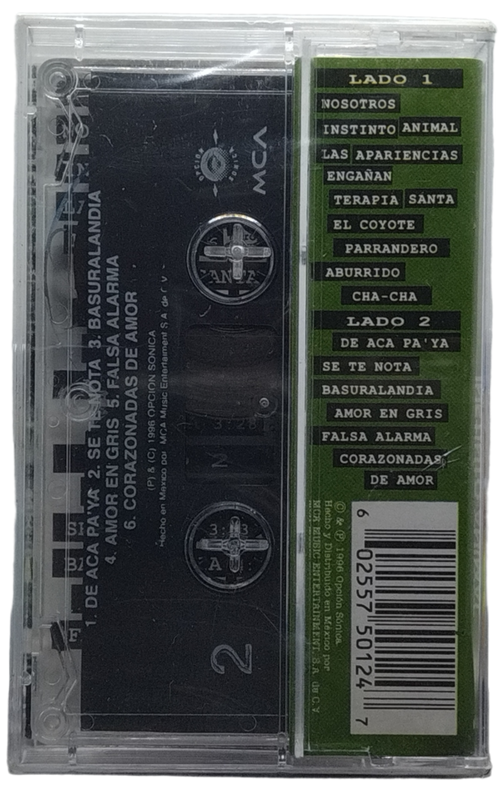 LADO 1
NOSOTROS
INSTINTO ANIMAL
LAS APARIENCIAS
ENGAÑAN
TERAPIA SANTA
EL COYOTE
PARRANDERO
ABURRIDO
CHA-CHA
LADO 2
DE ACA PA'YA
SE TE NOTA
BASURALANDIA
AMOR EN GRIS
FALSA ALARMA
CORAZONADAS
DE AMOR
© & ℗ 1996 Opción Sónica.
Hecho y Distribuido en México por
MCA MUSIC ENTERTAINMENT, S.A. de C.V.
6 02557 50124 7
1. DE ACA PA'YA 2. SE TE NOTA 3. BASURALANDIA
4. AMOR EN GRIS 5. FALSA ALARMA
6. CORAZONADAS DE AMOR
(P) & (C) 1996 OPCION SONICA
Hecho en Mexico por MCA Music Entertaiment S.A. de
OPCION SONICA
MCA
2